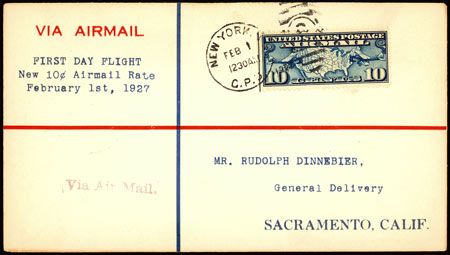 VIA AIRMAIL
FIRST DAY FLIGHT
New 10¢ Airmail Rate
February 1st, 1927
NEW YORK,
FEB 1
1230AM
C.P.
UNITED STATES POSTAGE
AIR MAIL
10 10
MR. RUDOLPH DINNEBIER,
General Delivery
Via Air Mail.
SACRAMENTO, CALIF.